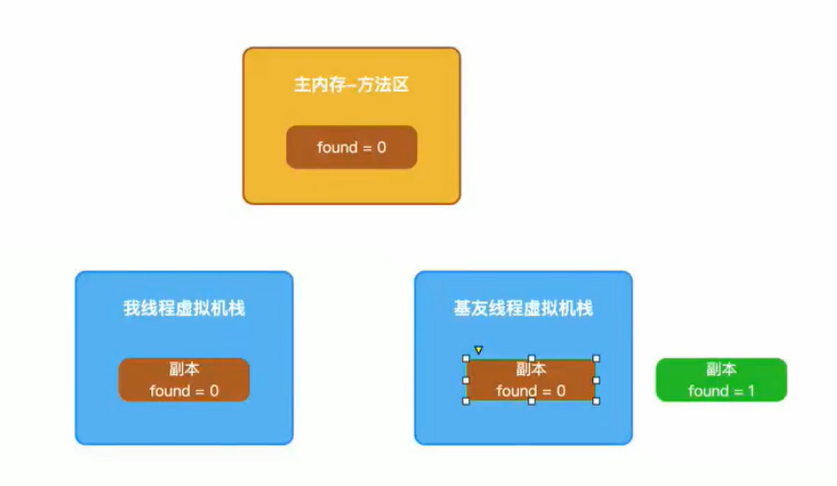 主内存-方法区
found = 0
我线程虚拟机栈
副本
found = 0
基友线程虚拟机栈
副本
found = 0
副本
found = 1